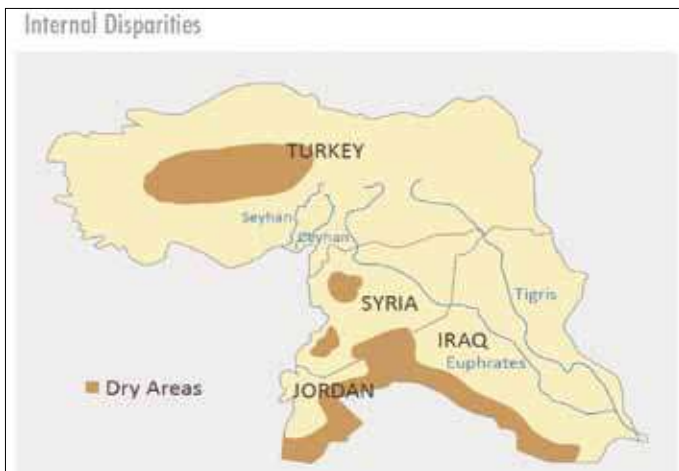 Internal Disparities
TURKEY
Seyhan
Ceyhan
SYRIA
Tigris
IRAQ
Euphrates
JORDAN
Dry Areas